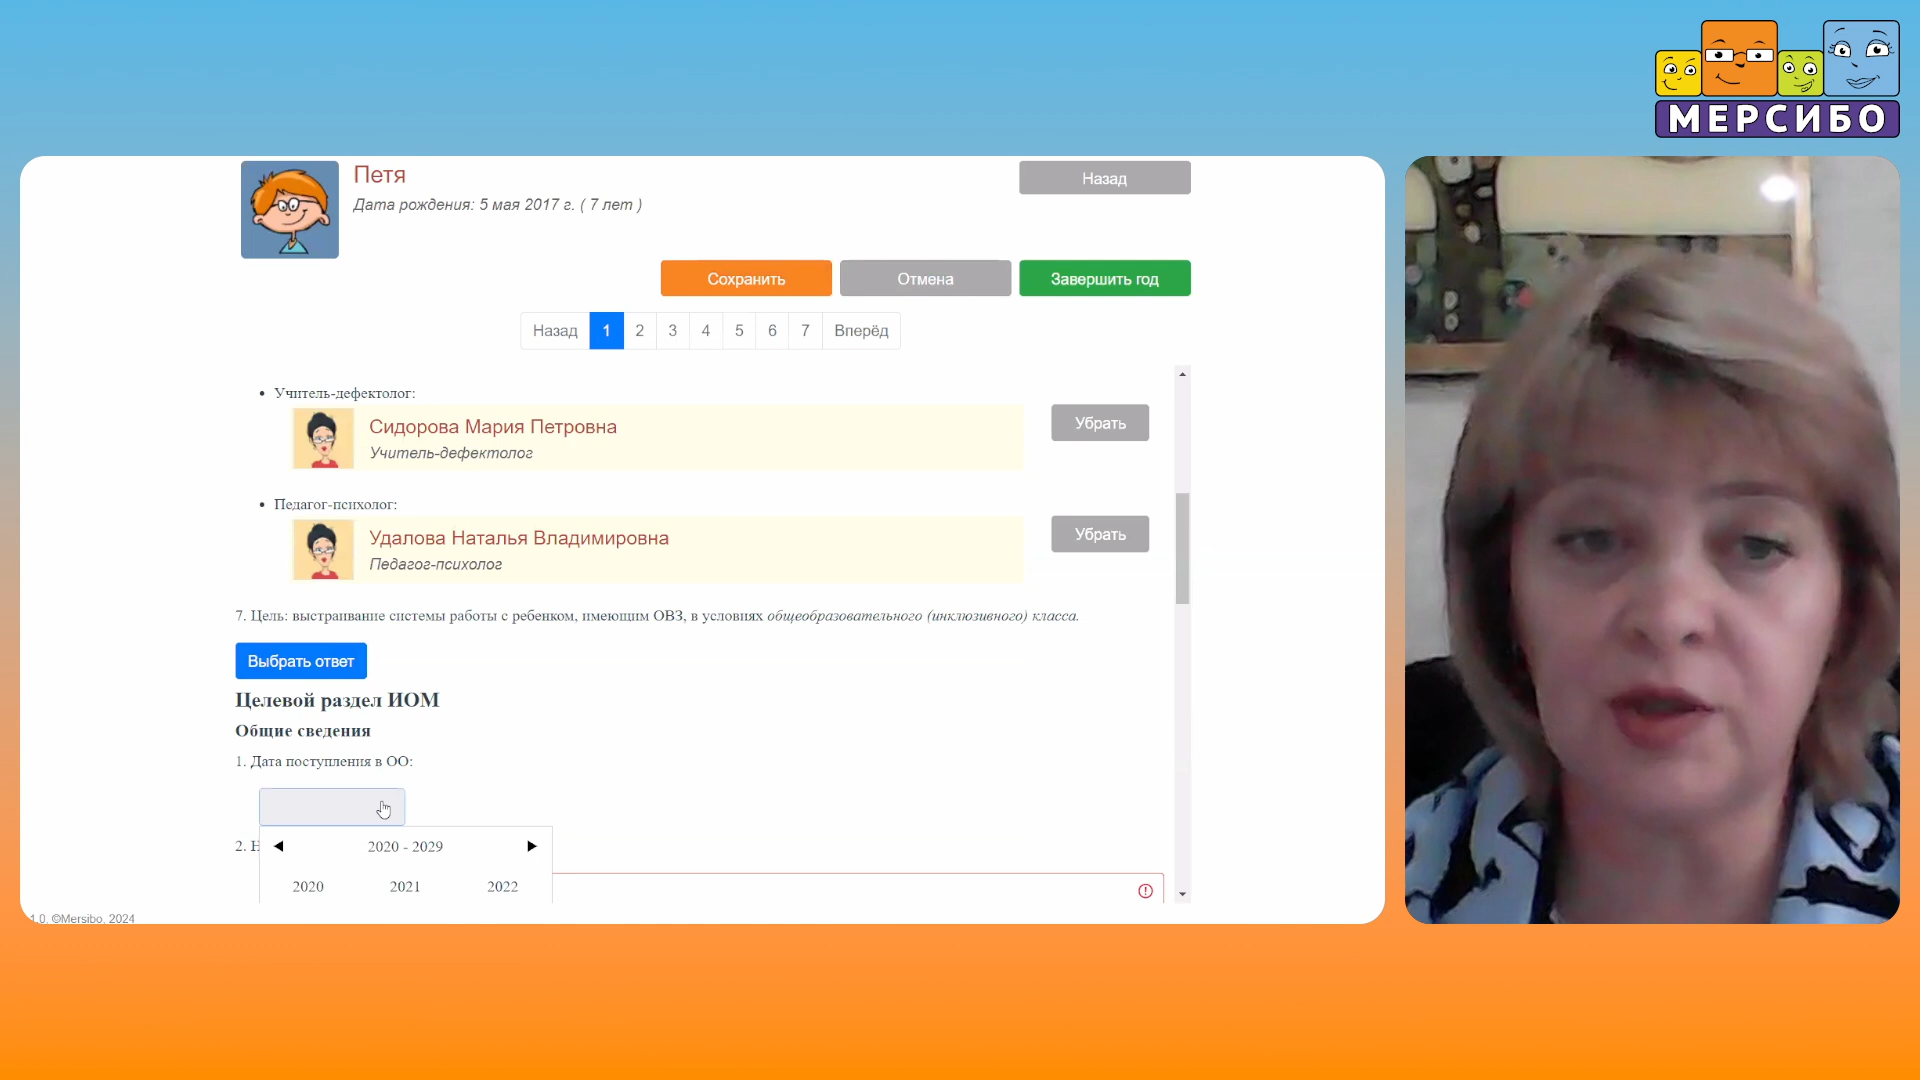 МЕРСИБО
Петя
Дата рождения: 5 мая 2017 г. ( 7 лет )
Назад
Сохранить
Отмена
Завершить год
Назад 1 2 3 4 5 6 7 Вперёд
• Учитель-дефектолог:
Сидорова Мария Петровна
Учитель-дефектолог
Убрать
• Педагог-психолог:
Удалова Наталья Владимировна
Педагог-психолог
Убрать
7. Цель: выстраивание системы работы с ребенком, имеющим ОВЗ, в условиях общеобразовательного (инклюзивного) класса.
Выбрать ответ
Целевой раздел ИОМ
Общие сведения
1. Дата поступления в ОО:
2. Н
2020 - 2029
2020 2021 2022
1.0. ©Mersibo, 2024